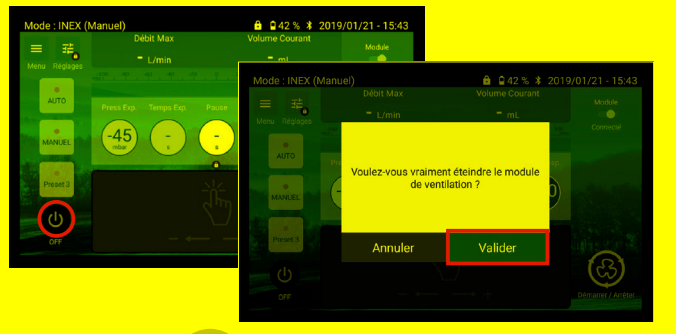 Mode : INEX (Manuel) 42 % 2019/01/21 - 15:43
Débit Max Volume Courant
Module
- L/min - mL
Menu Réglages
Press Exp. Temps Exp. Pause
AUTO
-45 - -
mbar s s
MANUEL
Preset 3
OFF
Mode : INEX (Manuel) 42 % 2019/01/21 - 15:43
Débit Max Volume Courant
Module
- L/min - mL
Menu Réglages
Connecté
AUTO
MANUEL
Preset 3
OFF
Voulez-vous vraiment éteindre le module
de ventilation ?
Annuler Valider
Démarrer / Arrêter